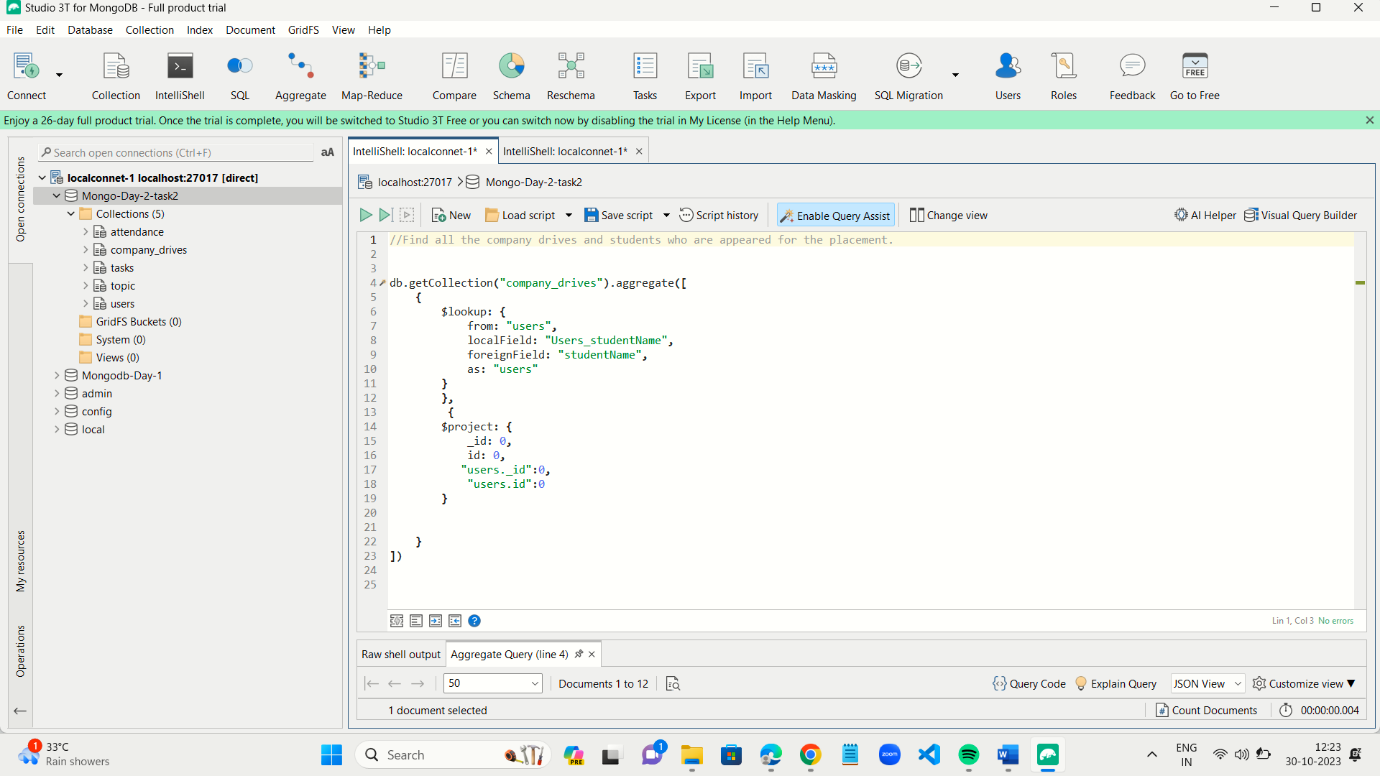 Studio 3T for MongoDB - Full product trial
File Edit Database Collection Index Document GridFS View Help
Connect Collection IntelliShell SQL Aggregate Map-Reduce Compare Schema Reschema Tasks Export Import Data Masking SQL Migration Users Roles Feedback FREE Go to Free
Enjoy a 26-day full product trial. Once the trial is complete, you will be switched to Studio 3T Free or you can switch now by disabling the trial in My License (in the Help Menu).
Open connections
My resources
Operations
Search open connections (Ctrl+F) aA
localconnet-1 localhost:27017 [direct]
Mongo-Day-2-task2
Collections (5)
attendance
company_drives
tasks
topic
users
GridFS Buckets (0)
System (0)
Views (0)
Mongodb-Day-1
admin
config
local
IntelliShell: localconnet-1* IntelliShell: localconnet-1*
localhost:27017 Mongo-Day-2-task2
New Load script Save script Script history Enable Query Assist Change view AI Helper Visual Query Builder
1 //Find all the company drives and students who are appeared for the placement.
2
3
4 db.getCollection("company_drives").aggregate([
5 {
6 $lookup: {
7 from: "users",
8 localField: "Users_studentName",
9 foreignField: "studentName",
10 as: "users"
11 }
12 },
13 {
14 $project: {
15 _id: 0,
16 id: 0,
17 "users._id":0,
18 "users.id":0
19 }
20
21
22 }
23 ])
24
25
Lin 1, Col 3 No errors
Raw shell output Aggregate Query (line 4)
50 Documents 1 to 12 Query Code Explain Query JSON View Customize view
1 document selected Count Documents 00:00:00.004
1 33°C
Rain showers
Search
PRE
1
zoom
ENG
IN
12:23
30-10-2023